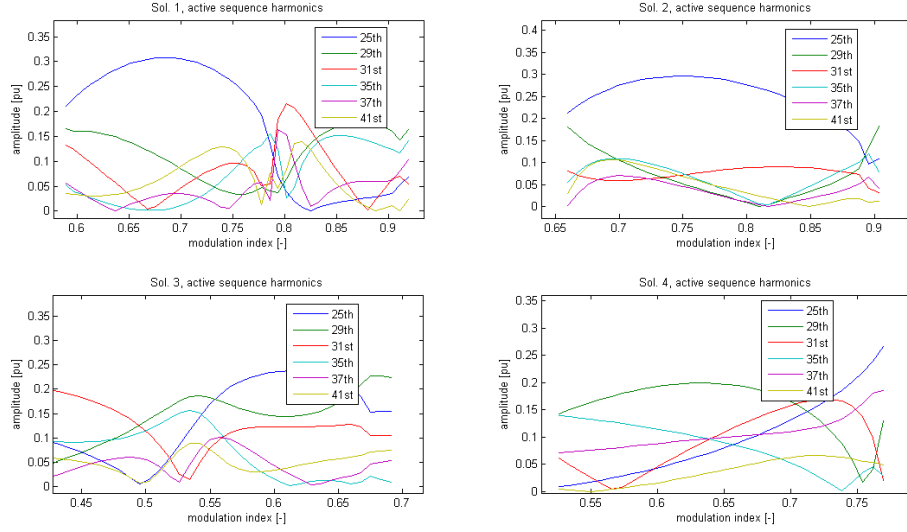 Sol. 1, active sequence harmonics
0.35
0.3
0.25
0.2
0.15
0.1
0.05
0
amplitude [pu]
25th
29th
31st
35th
37th
41st
0.6 0.65 0.7 0.75 0.8 0.85 0.9
modulation index [-]
Sol. 2, active sequence harmonics
0.4
0.35
0.3
0.25
0.2
0.15
0.1
0.05
0
amplitude [pu]
25th
29th
31st
35th
37th
41st
0.65 0.7 0.75 0.8 0.85 0.9
modulation index [-]
Sol. 3, active sequence harmonics
0.35
0.3
0.25
0.2
0.15
0.1
0.05
0
amplitude [pu]
25th
29th
31st
35th
37th
41st
0.45 0.5 0.55 0.6 0.65 0.7
modulation index [-]
Sol. 4, active sequence harmonics
0.35
0.3
0.25
0.2
0.15
0.1
0.05
0
amplitude [pu]
25th
29th
31st
35th
37th
41st
0.55 0.6 0.65 0.7 0.75
modulation index [-]